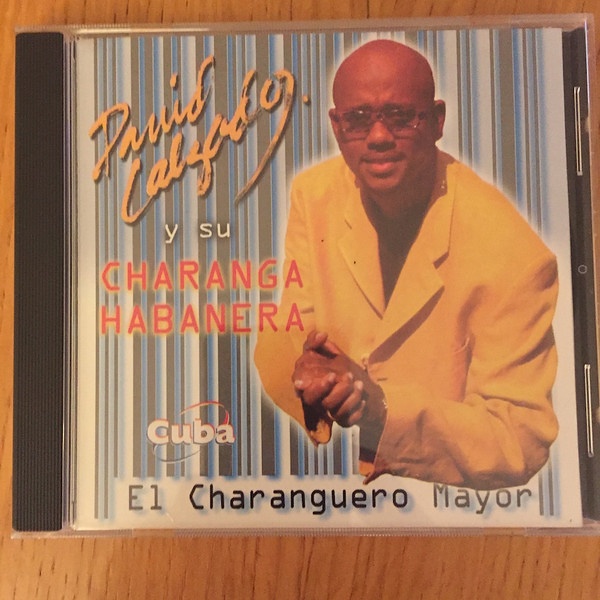 David
Calzado.
y su
CHARANGA
HABANERA
Cuba
El Charanguero Mayor